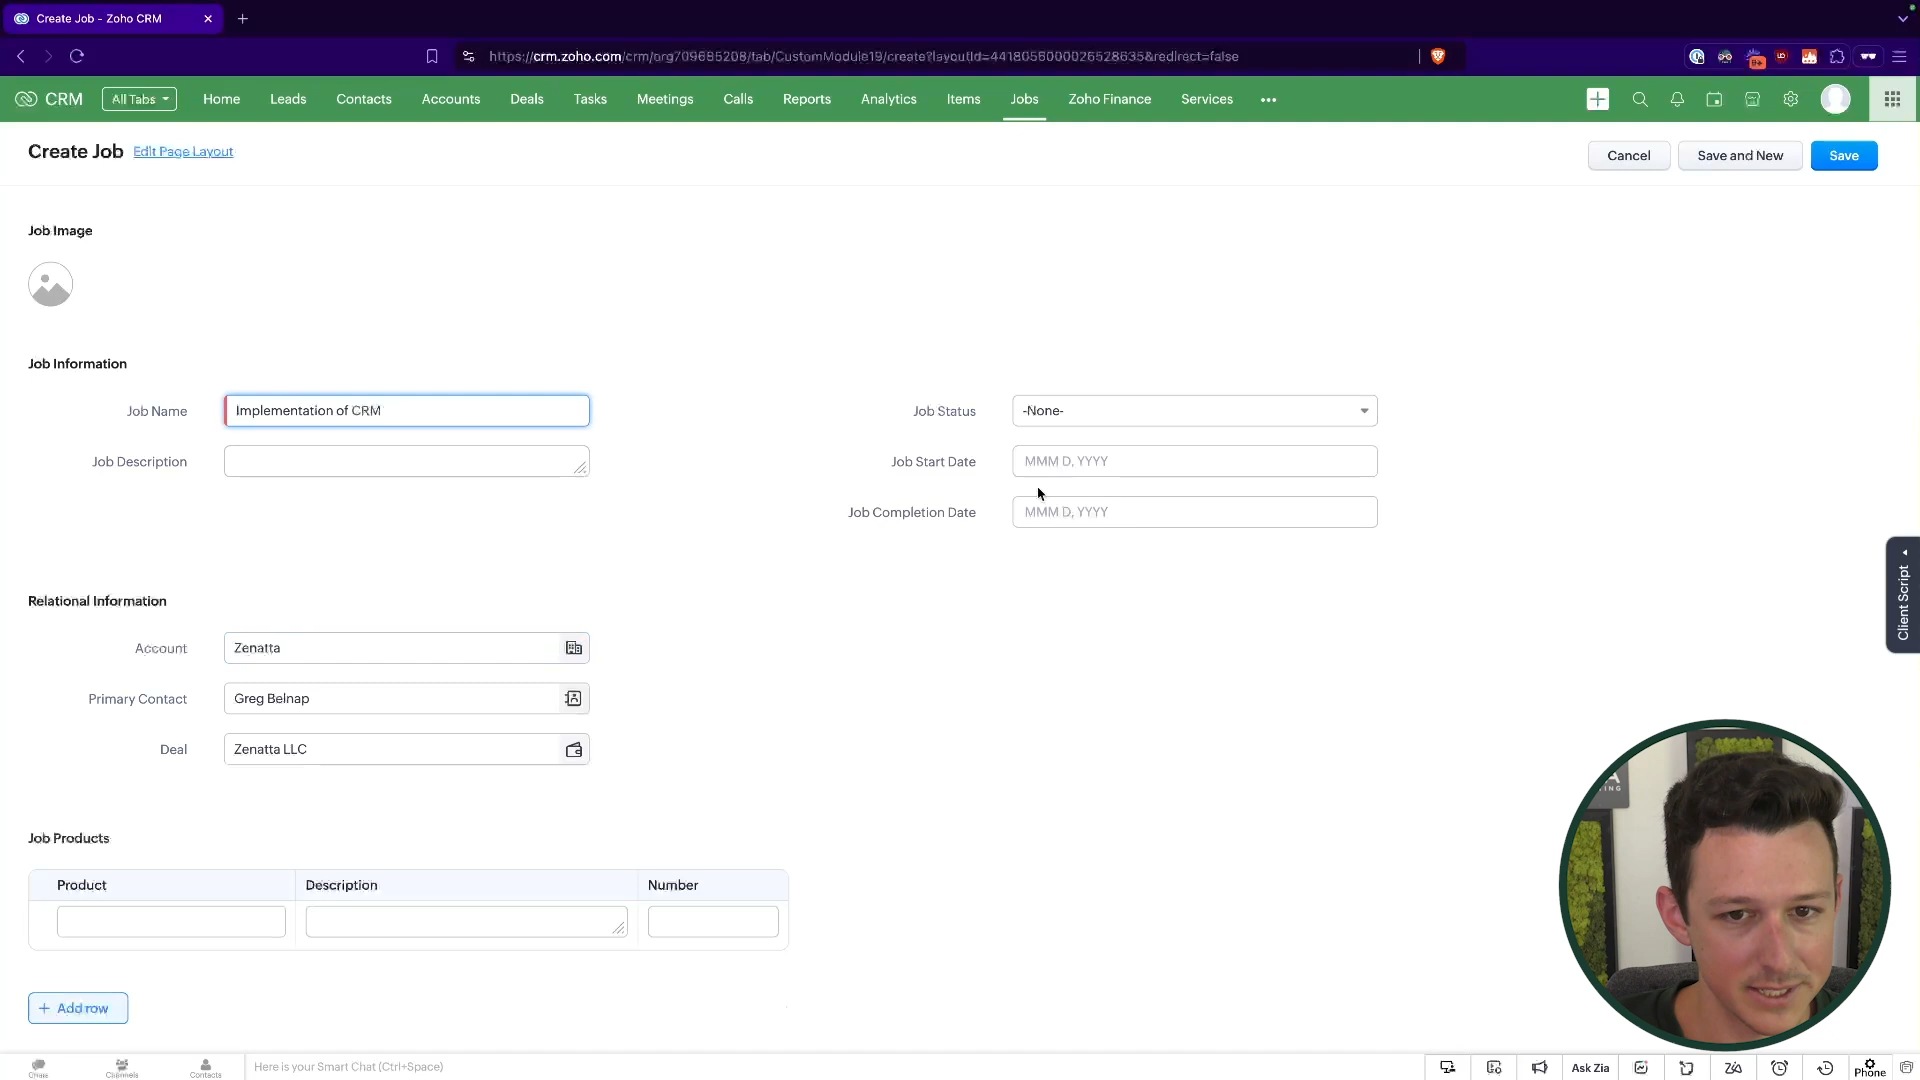 Create Job - Zoho CRM
https://crm.zoho.com/crm/org709685208/tab/CustomModule19/create?layoutId=4418058000026528635&redirect=false
CRM
All Tabs
Home
Leads
Contacts
Accounts
Deals
Tasks
Meetings
Calls
Reports
Analytics
Items
Jobs
Zoho Finance
Services
Create Job
Edit Page Layout
Cancel
Save and New
Save
Job Image
Job Information
Job Name
Implementation of CRM
Job Status
-None-
Job Description
Job Start Date
MMM D, YYYY
Job Completion Date
MMM D, YYYY
Client Script
Relational Information
Account
Zenatta
Primary Contact
Greg Belnap
Deal
Zenatta LLC
Job Products
Product
Description
Number
+ Add row
Chats
Channels
Contacts
Here is your Smart Chat (Ctrl+Space)
Ask Zia
Phone